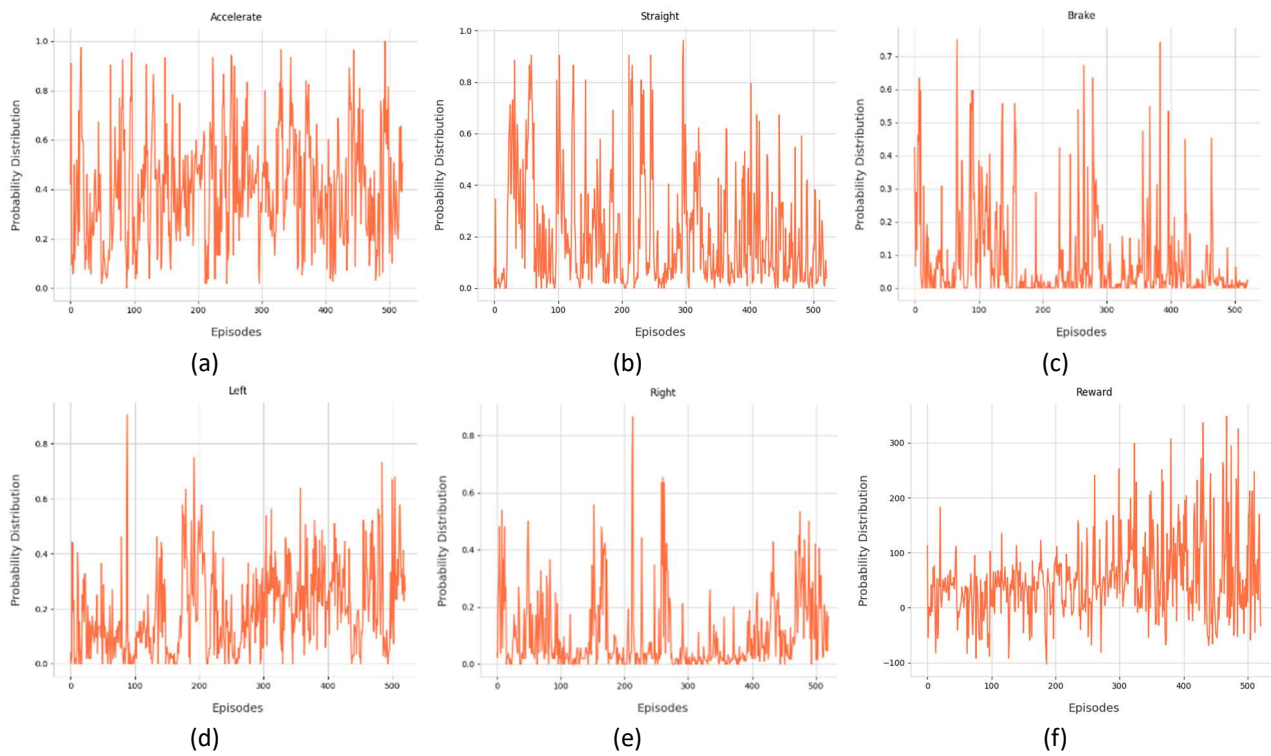 Accelerate
Probability Distribution
1.0
0.8
0.6
0.4
0.2
0.0
0 100 200 300 400 500
Episodes
(a)
Straight
Probability Distribution
1.0
0.8
0.6
0.4
0.2
0.0
0 100 200 300 400 500
Episodes
(b)
Brake
Probability Distribution
0.7
0.6
0.5
0.4
0.3
0.2
0.1
0.0
0 100 200 300 400 500
Episodes
(c)
Left
Probability Distribution
0.8
0.6
0.4
0.2
0.0
0 100 200 300 400 500
Episodes
(d)
Right
Probability Distribution
0.8
0.6
0.4
0.2
0.0
0 100 200 300 400 500
Episodes
(e)
Reward
Probability Distribution
300
200
100
0
−100
0 100 200 300 400 500
Episodes
(f)